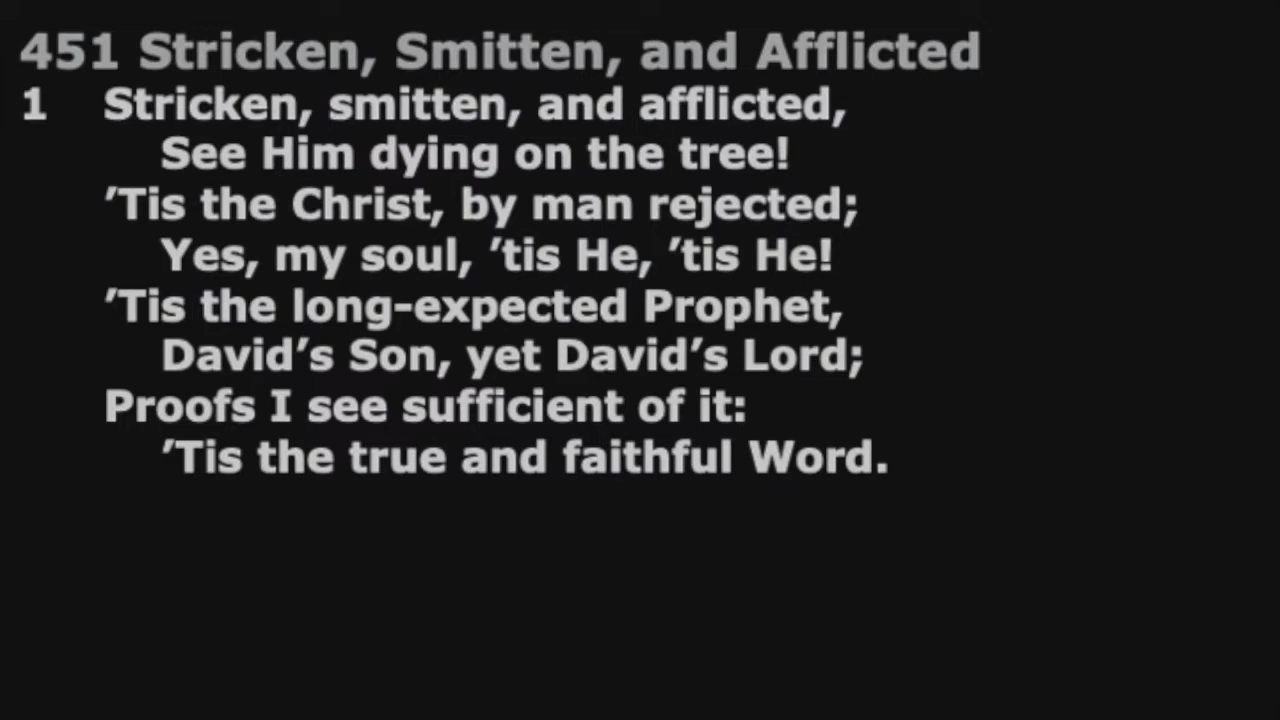 451 Stricken, Smitten, and Afflicted
1 Stricken, smitten, and afflicted,
See Him dying on the tree!
’Tis the Christ, by man rejected;
Yes, my soul, ’tis He, ’tis He!
’Tis the long-expected Prophet,
David’s Son, yet David’s Lord;
Proofs I see sufficient of it:
’Tis the true and faithful Word.